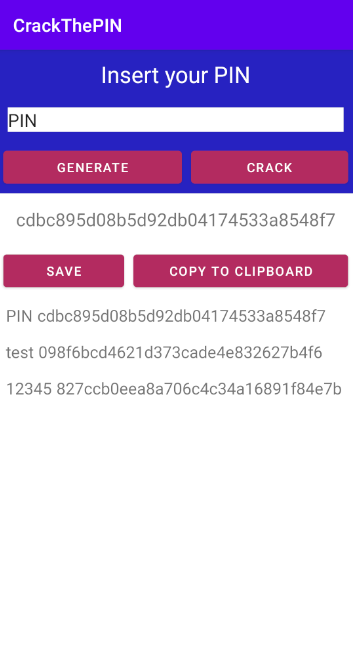 CrackThePIN
Insert your PIN
PIN
GENERATE CRACK
cdbc895d08b5d92db04174533a8548f7
SAVE COPY TO CLIPBOARD
PIN cdbc895d08b5d92db04174533a8548f7
test 098f6bcd4621d373cade4e832627b4f6
12345 827ccb0eea8a706c4c34a16891f84e7b